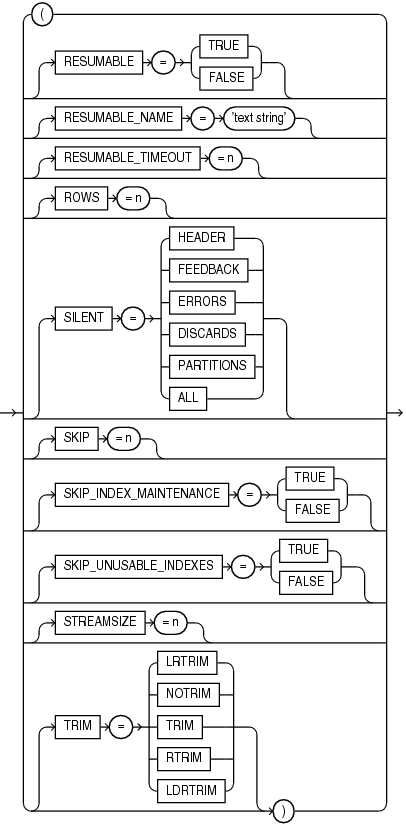 (
TRUE
RESUMABLE =
FALSE
RESUMABLE_NAME = 'text string'
RESUMABLE_TIMEOUT = n
ROWS = n
HEADER
FEEDBACK
ERRORS
SILENT =
DISCARDS
PARTITIONS
ALL
SKIP = n
TRUE
SKIP_INDEX_MAINTENANCE =
FALSE
TRUE
SKIP_UNUSABLE_INDEXES =
FALSE
STREAMSIZE = n
LRTRIM
NOTRIM
TRIM = TRIM
RTRIM
LDRTRIM
)